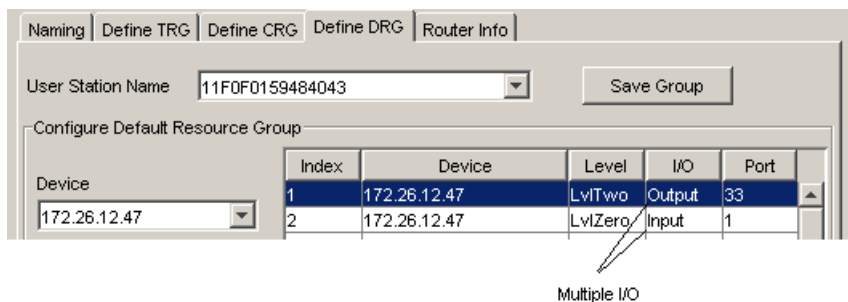 Naming Define TRG Define CRG Define DRG Router Info
User Station Name 11F0F0159484043 Save Group
Configure Default Resource Group
Index Device Level I/O Port
Device
1 172.26.12.47 LvlTwo Output 33
172.26.12.47
2 172.26.12.47 LvlZero Input 1
Multiple I/O